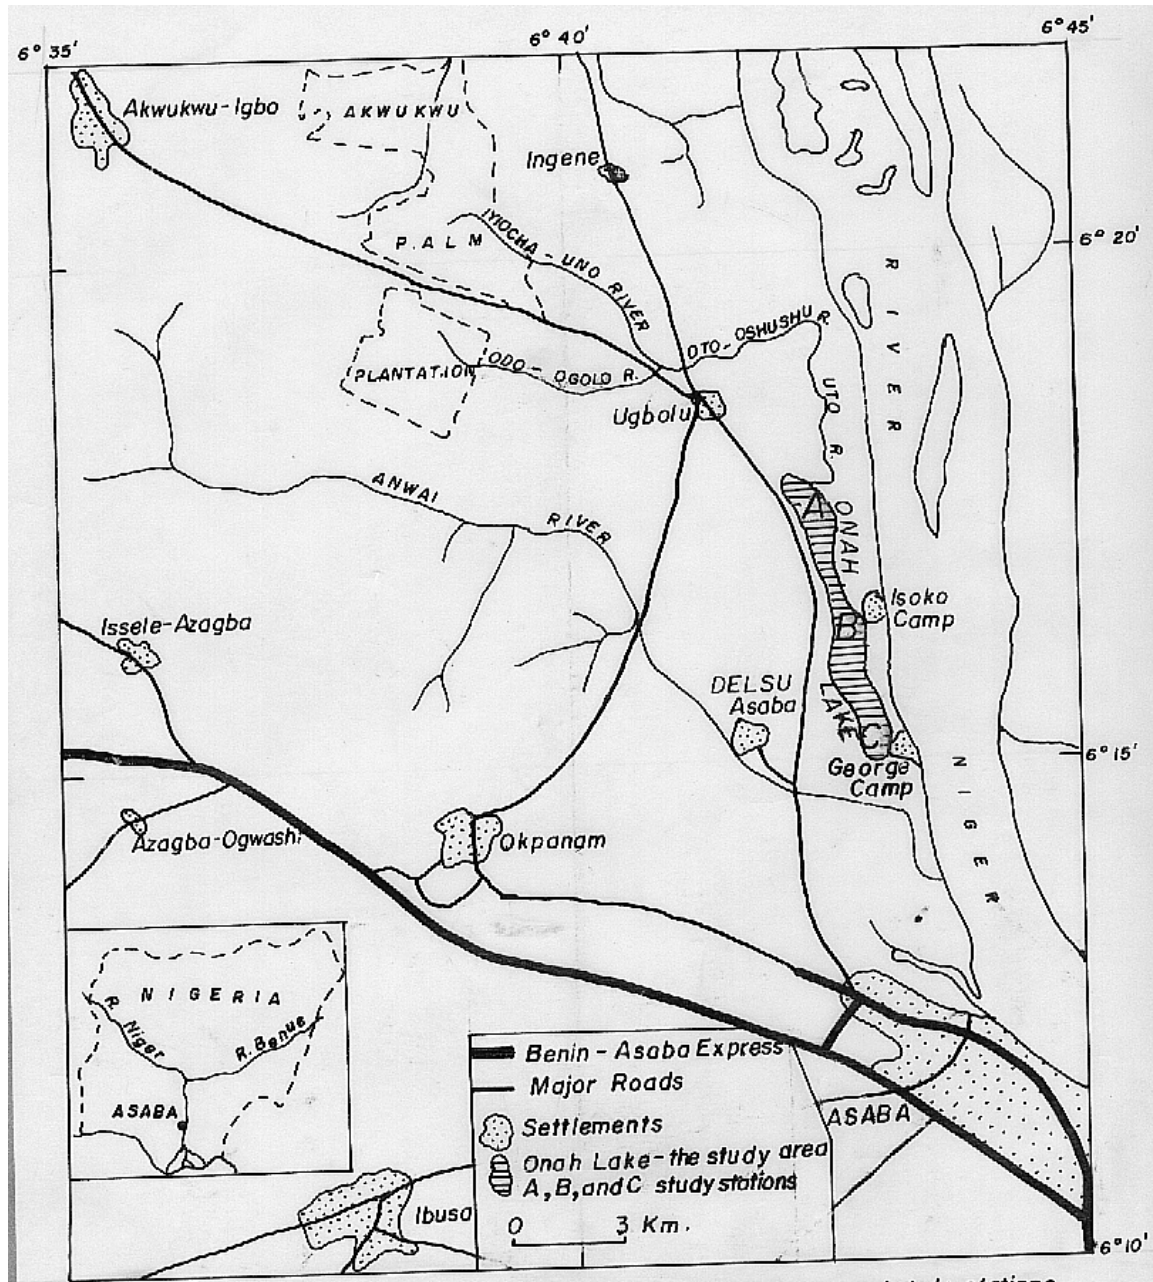 6° 35'
6° 40'
6° 45'
Akwukwu-Igbo
AKWUKWU
Ingene
PALM
IYIOCHA-UNO RIVER
6° 20'
RIVER
OTO-OSHUSHU R.
PLANTATION
ODO-OGOLO R.
UTO R.
Ugbolu
ANWAI
RIVER
A
ONAH
Isoko
Camp
B
Issele-Azagba
DELSU
Asaba
LAKE
C
George
Camp
NIGER
6° 15'
Azagba-Ogwashi
Okpanam
NIGERIA
R. Niger
R. Benue
ASABA
Benin-Asaba Express
Major Roads
Settlements
Onah Lake-the study area
A, B, and C study stations
0 3 Km.
ASABA
Ibusa
6° 10'